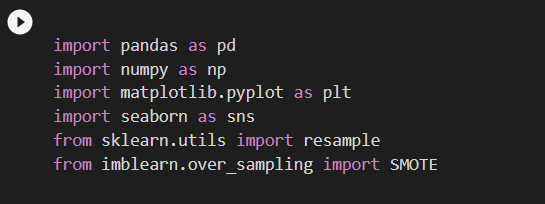 import pandas as pd
import numpy as np
import matplotlib.pyplot as plt
import seaborn as sns
from sklearn.utils import resample
from imblearn.over_sampling import SMOTE